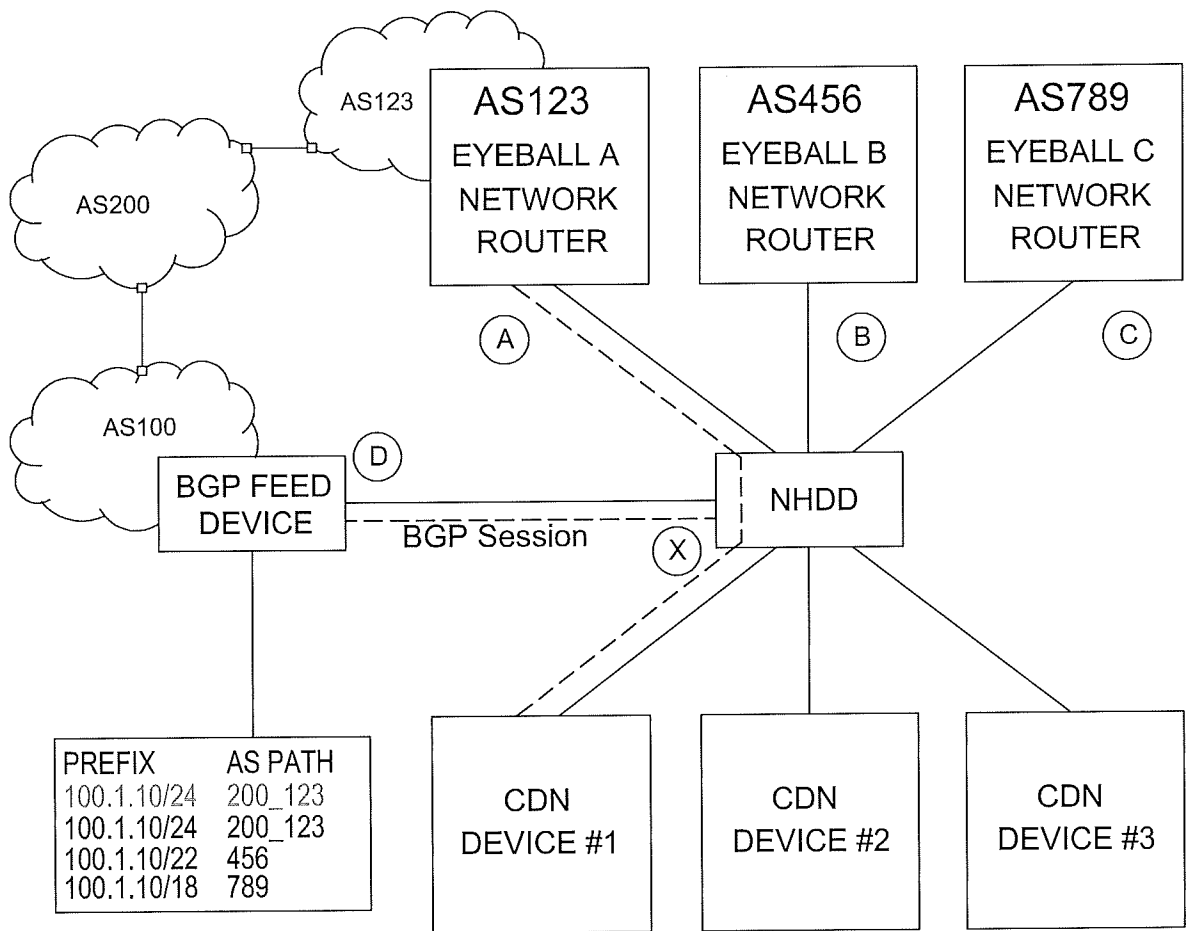 AS123
AS200
AS100
AS123
EYEBALL A
NETWORK
ROUTER
AS456
EYEBALL B
NETWORK
ROUTER
AS789
EYEBALL C
NETWORK
ROUTER
A
B
C
D
BGP FEED
DEVICE
BGP Session
X
NHDD
PREFIX AS PATH
100.1.10/24 200_123
100.1.10/24 200_123
100.1.10/22 456
100.1.10/18 789
CDN
DEVICE #1
CDN
DEVICE #2
CDN
DEVICE #3